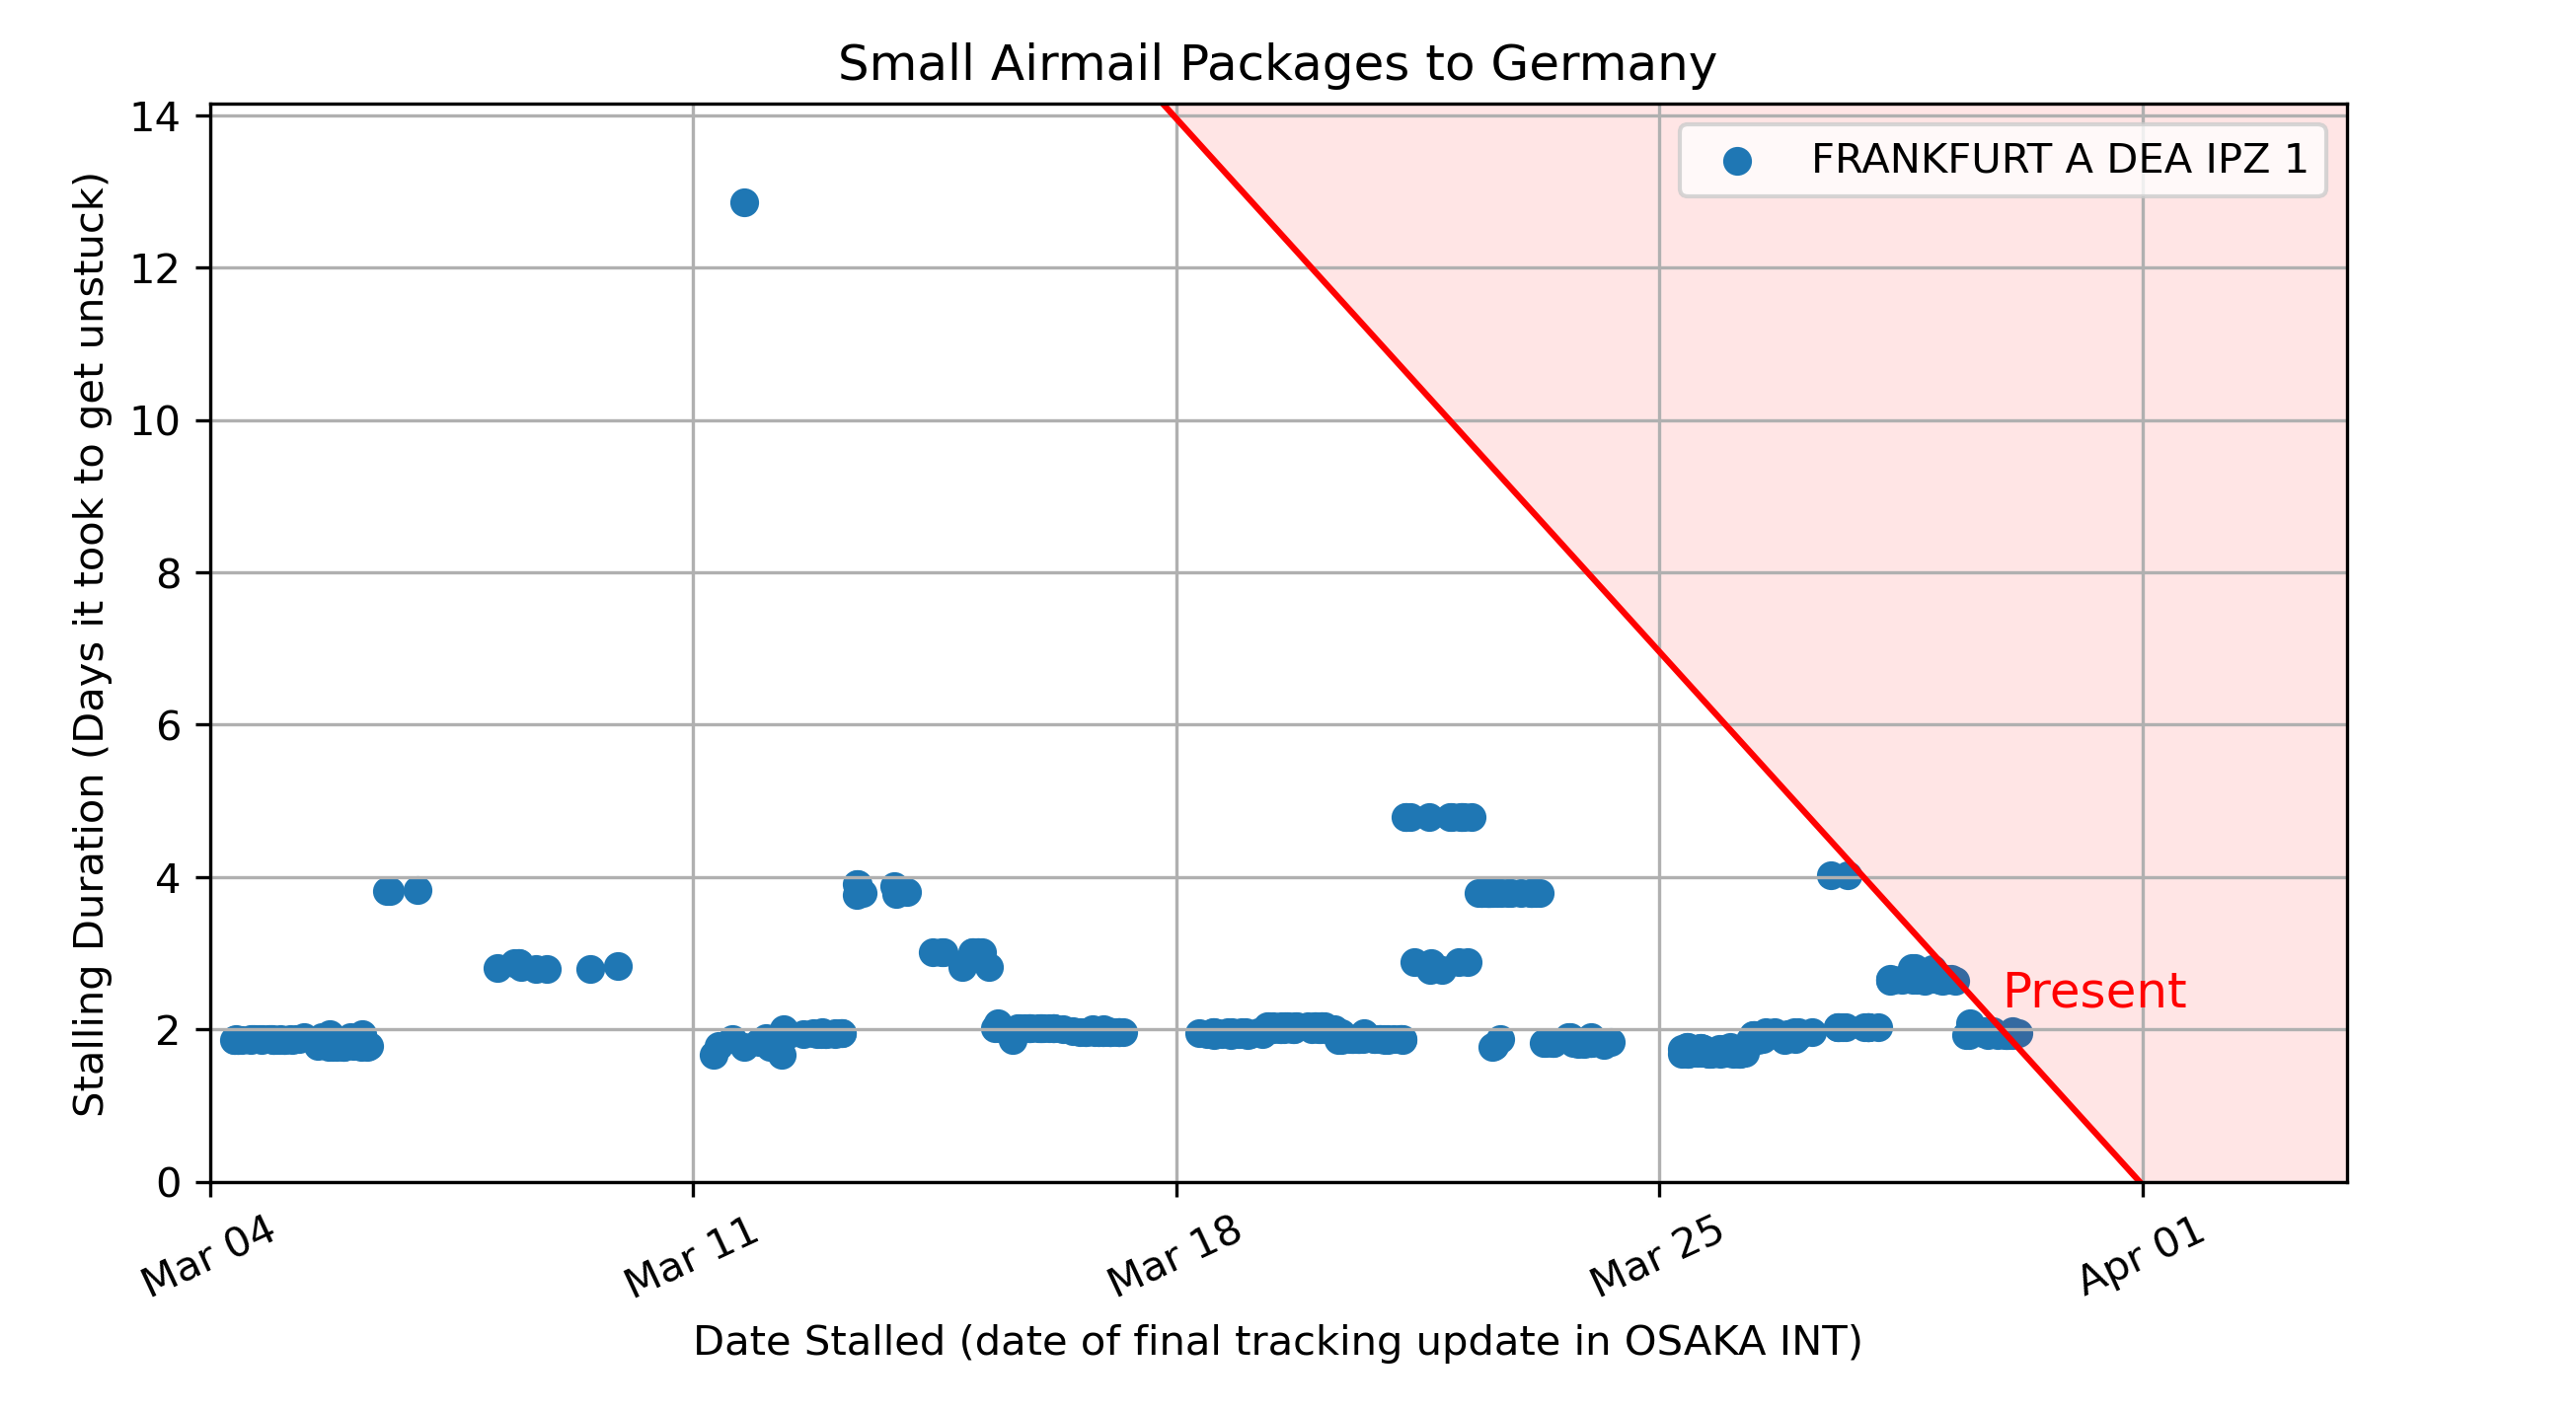 Small Airmail Packages to Germany
FRANKFURT A DEA IPZ 1
Stalling Duration (Days it took to get unstuck)
14
12
10
8
6
4
2
0
Present
Mar 04
Mar 11
Mar 18
Mar 25
Apr 01
Date Stalled (date of final tracking update in OSAKA INT)